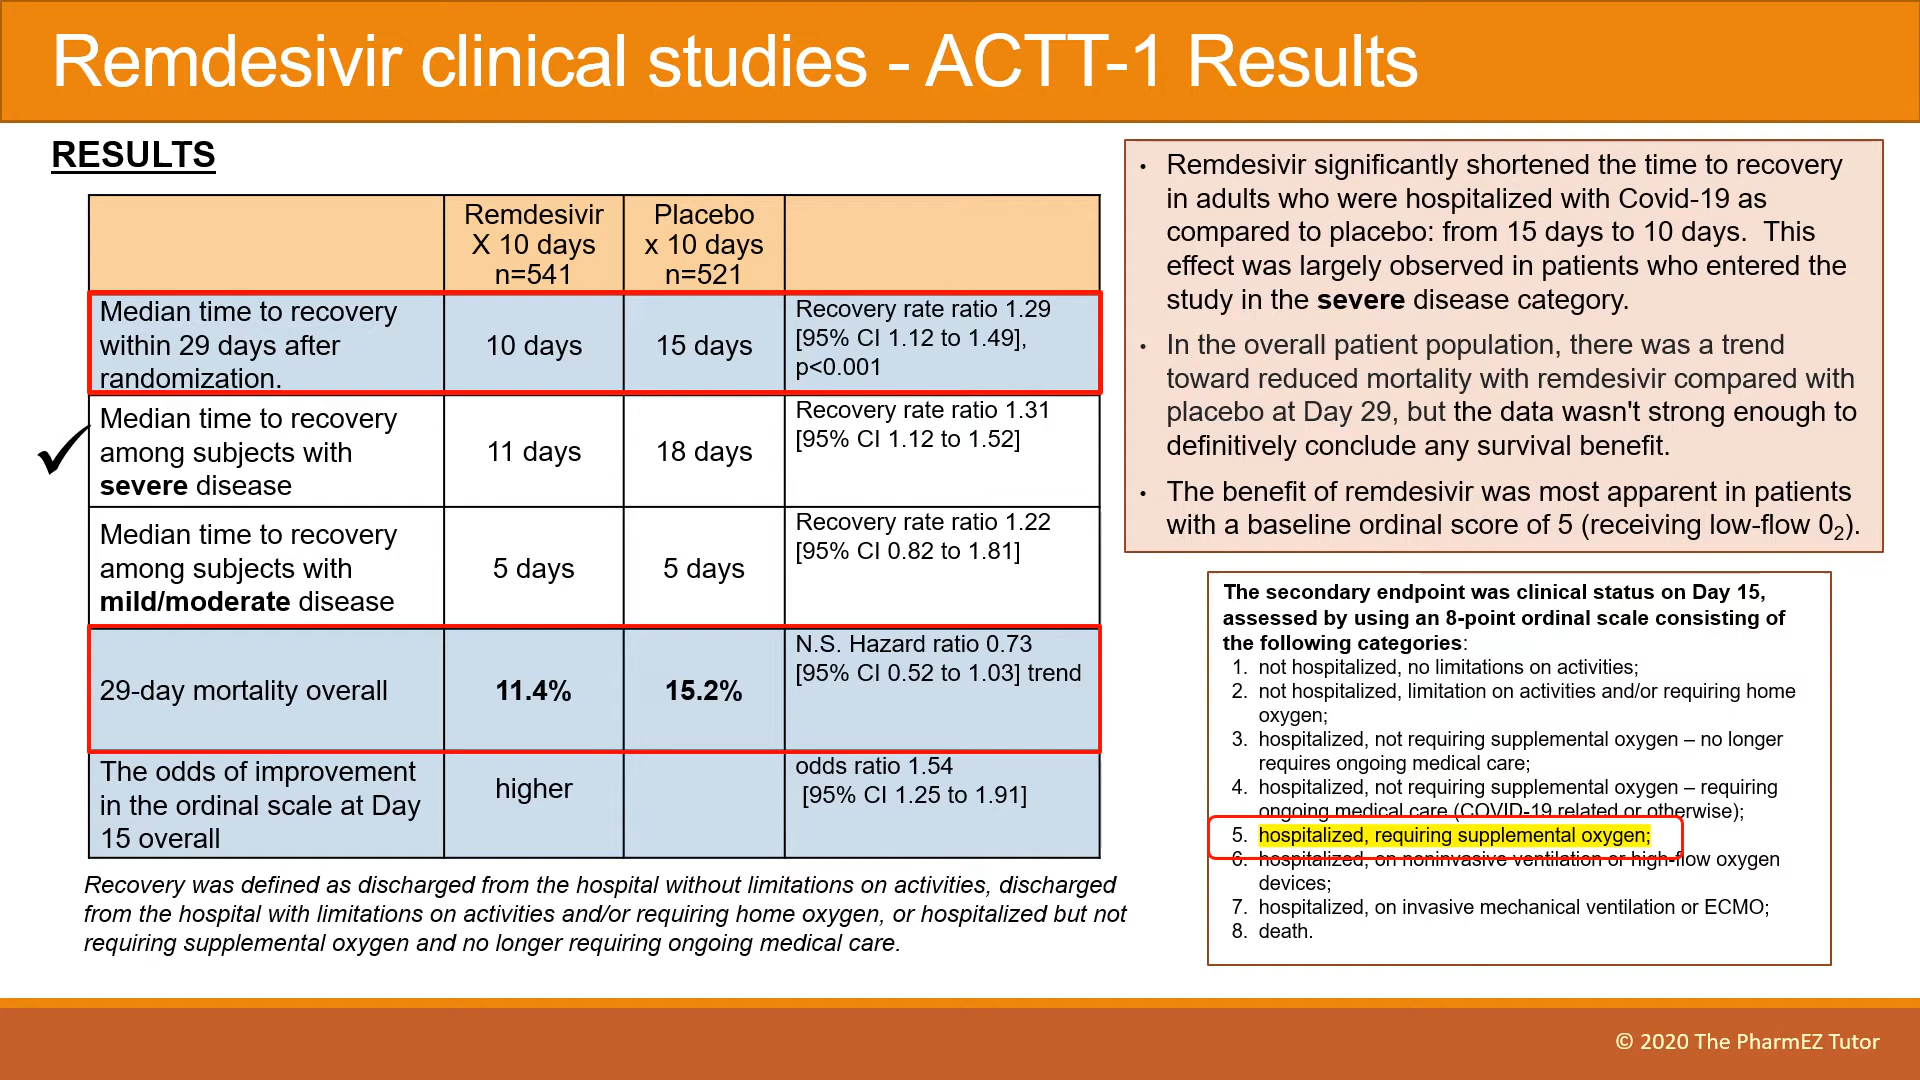 Remdesivir clinical studies - ACTT-1 Results
RESULTS
Remdesivir
X 10 days
n=541
Placebo
x 10 days
n=521
Median time to recovery
within 29 days after
randomization.
10 days
15 days
Recovery rate ratio 1.29
[95% CI 1.12 to 1.49],
p<0.001
Median time to recovery
among subjects with
severe disease
11 days
18 days
Recovery rate ratio 1.31
[95% CI 1.12 to 1.52]
Median time to recovery
among subjects with
mild/moderate disease
5 days
5 days
Recovery rate ratio 1.22
[95% CI 0.82 to 1.81]
29-day mortality overall
11.4%
15.2%
N.S. Hazard ratio 0.73
[95% CI 0.52 to 1.03] trend
The odds of improvement
in the ordinal scale at Day
15 overall
higher
odds ratio 1.54
[95% CI 1.25 to 1.91]
Recovery was defined as discharged from the hospital without limitations on activities, discharged
from the hospital with limitations on activities and/or requiring home oxygen, or hospitalized but not
requiring supplemental oxygen and no longer requiring ongoing medical care.
• Remdesivir significantly shortened the time to recovery
in adults who were hospitalized with Covid-19 as
compared to placebo: from 15 days to 10 days. This
effect was largely observed in patients who entered the
study in the severe disease category.
• In the overall patient population, there was a trend
toward reduced mortality with remdesivir compared with
placebo at Day 29, but the data wasn't strong enough to
definitively conclude any survival benefit.
• The benefit of remdesivir was most apparent in patients
with a baseline ordinal score of 5 (receiving low-flow 0₂).
The secondary endpoint was clinical status on Day 15,
assessed by using an 8-point ordinal scale consisting of
the following categories:
1. not hospitalized, no limitations on activities;
2. not hospitalized, limitation on activities and/or requiring home
oxygen;
3. hospitalized, not requiring supplemental oxygen – no longer
requires ongoing medical care;
4. hospitalized, not requiring supplemental oxygen – requiring
ongoing medical care (COVID-19 related or otherwise);
5. hospitalized, requiring supplemental oxygen;
6. hospitalized, on noninvasive ventilation or high-flow oxygen
devices;
7. hospitalized, on invasive mechanical ventilation or ECMO;
8. death.
© 2020 The PharmEZ Tutor